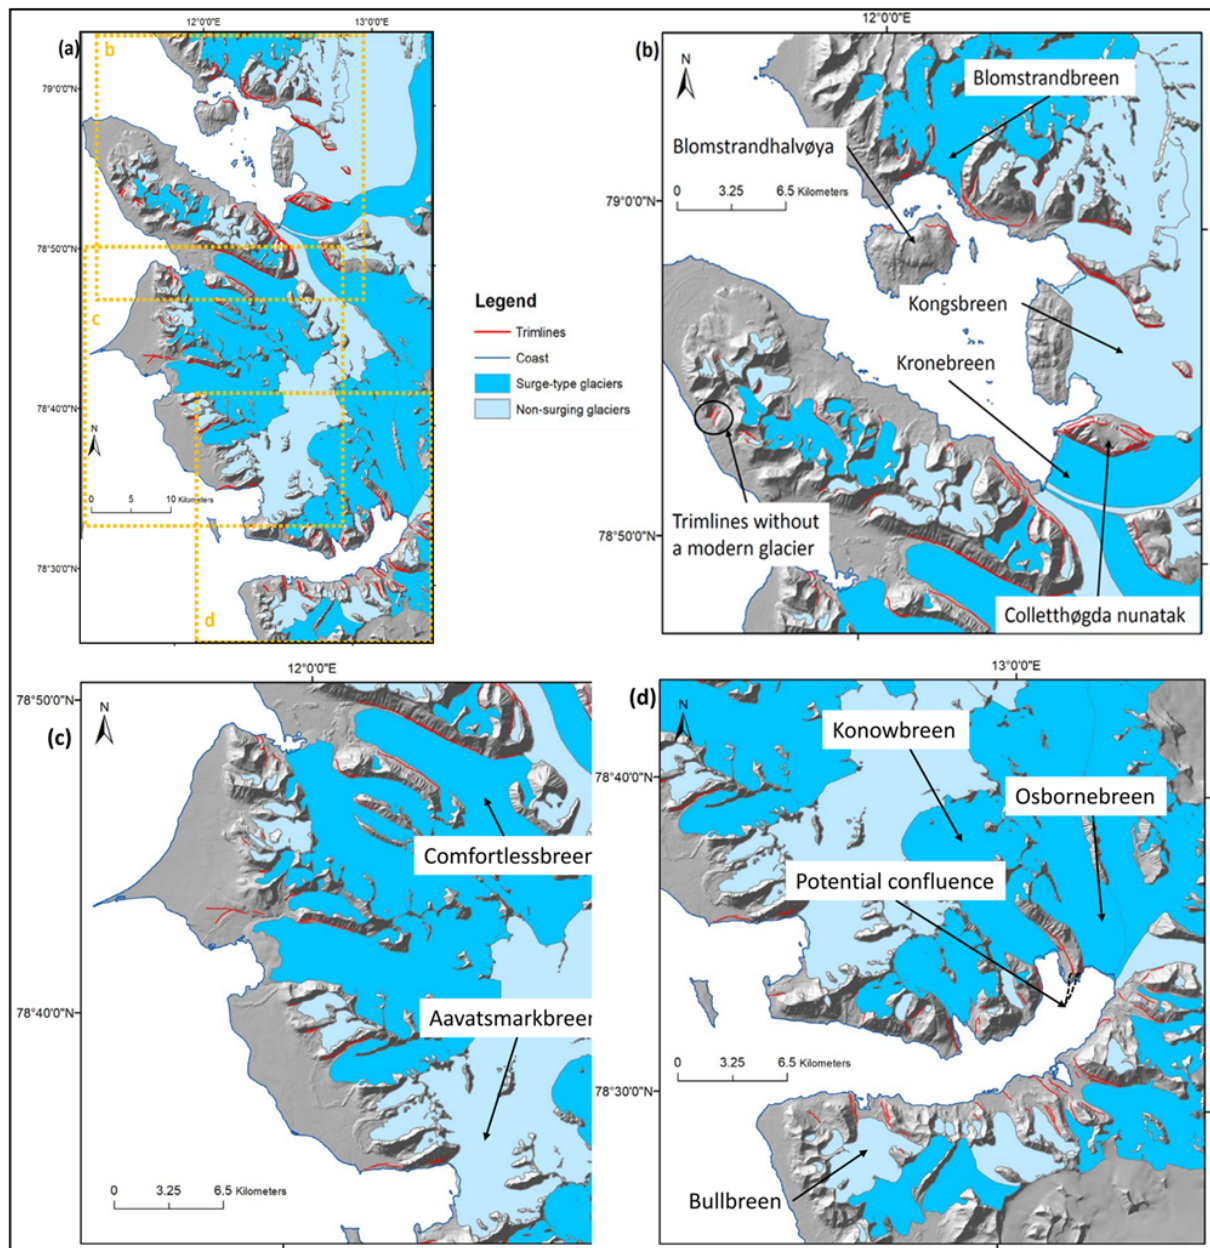 12°0'0"E
13°0'0"E
(a)
b
79°0'0"N
78°50'0"N
c
78°40'0"N
N
0 5 10 Kilometers
78°30'0"N
d
Legend
Trimlines
Coast
Surge-type glaciers
Non-surging glaciers
12°0'0"E
(b)
N
Blomstrandbreen
Blomstrandhalvøya
0 3.25 6.5 Kilometers
79°0'0"N
Kongsbreen
Kronebreen
Trimlines without
a modern glacier
78°50'0"N
Colletthøgda nunatak
12°0'0"E
78°50'0"N
(c)
N
Comfortlessbreen
78°40'0"N
Aavatsmarkbreen
0 3.25 6.5 Kilometers
13°0'0"E
(d)
N
Konowbreen
78°40'0"N
Osbornebreen
Potential confluence
0 3.25 6.5 Kilometers
78°30'0"N
Bullbreen